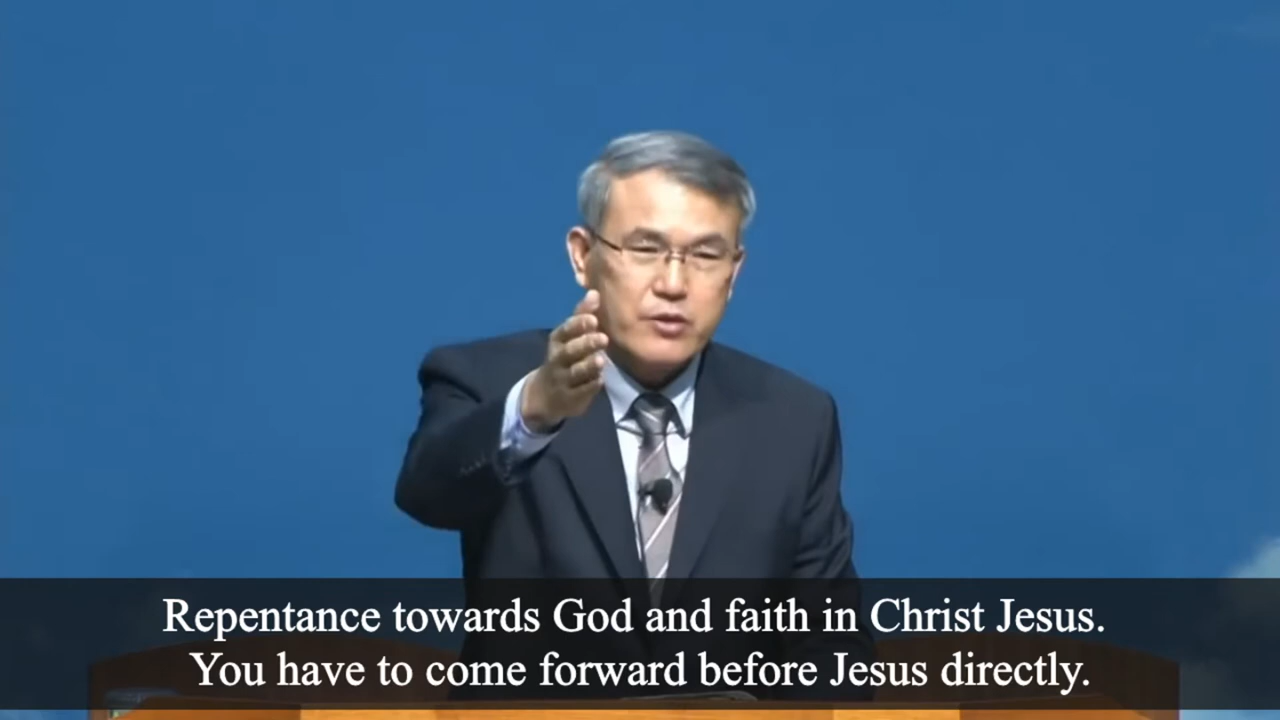 Repentance towards God and faith in Christ Jesus.
You have to come forward before Jesus directly.